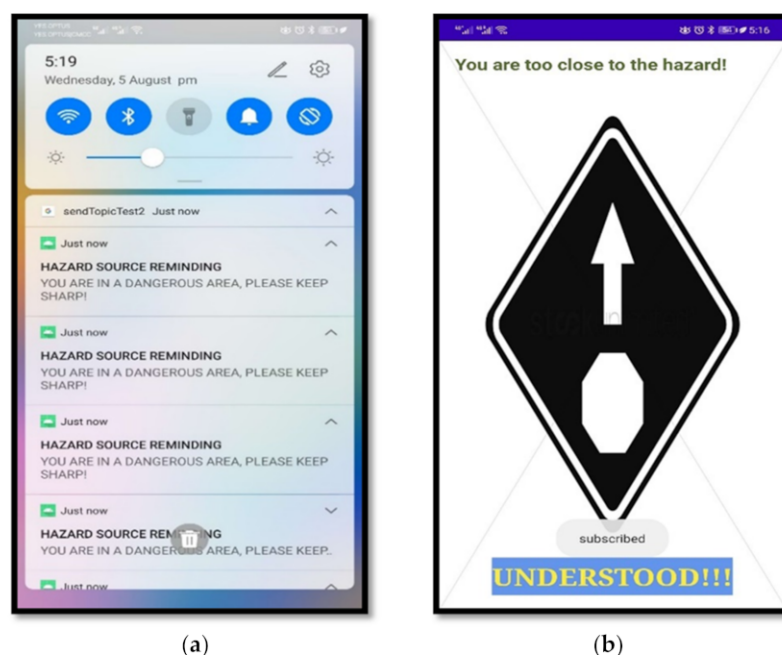 YES OPTUS
5:19
Wednesday, 5 August pm
sendTopicTest2 Just now
Just now
HAZARD SOURCE REMINDING
YOU ARE IN A DANGEROUS AREA, PLEASE KEEP
SHARP!
Just now
HAZARD SOURCE REMINDING
YOU ARE IN A DANGEROUS AREA, PLEASE KEEP
SHARP!
Just now
HAZARD SOURCE REMINDING
YOU ARE IN A DANGEROUS AREA, PLEASE KEEP
SHARP!
Just now
HAZARD SOURCE
YOU ARE IN A DANGEROUS AREA, PLEASE KEEP..
Just now
(a)
5:16
You are too close to the hazard!
subscribed
UNDERSTOOD!!!
(b)